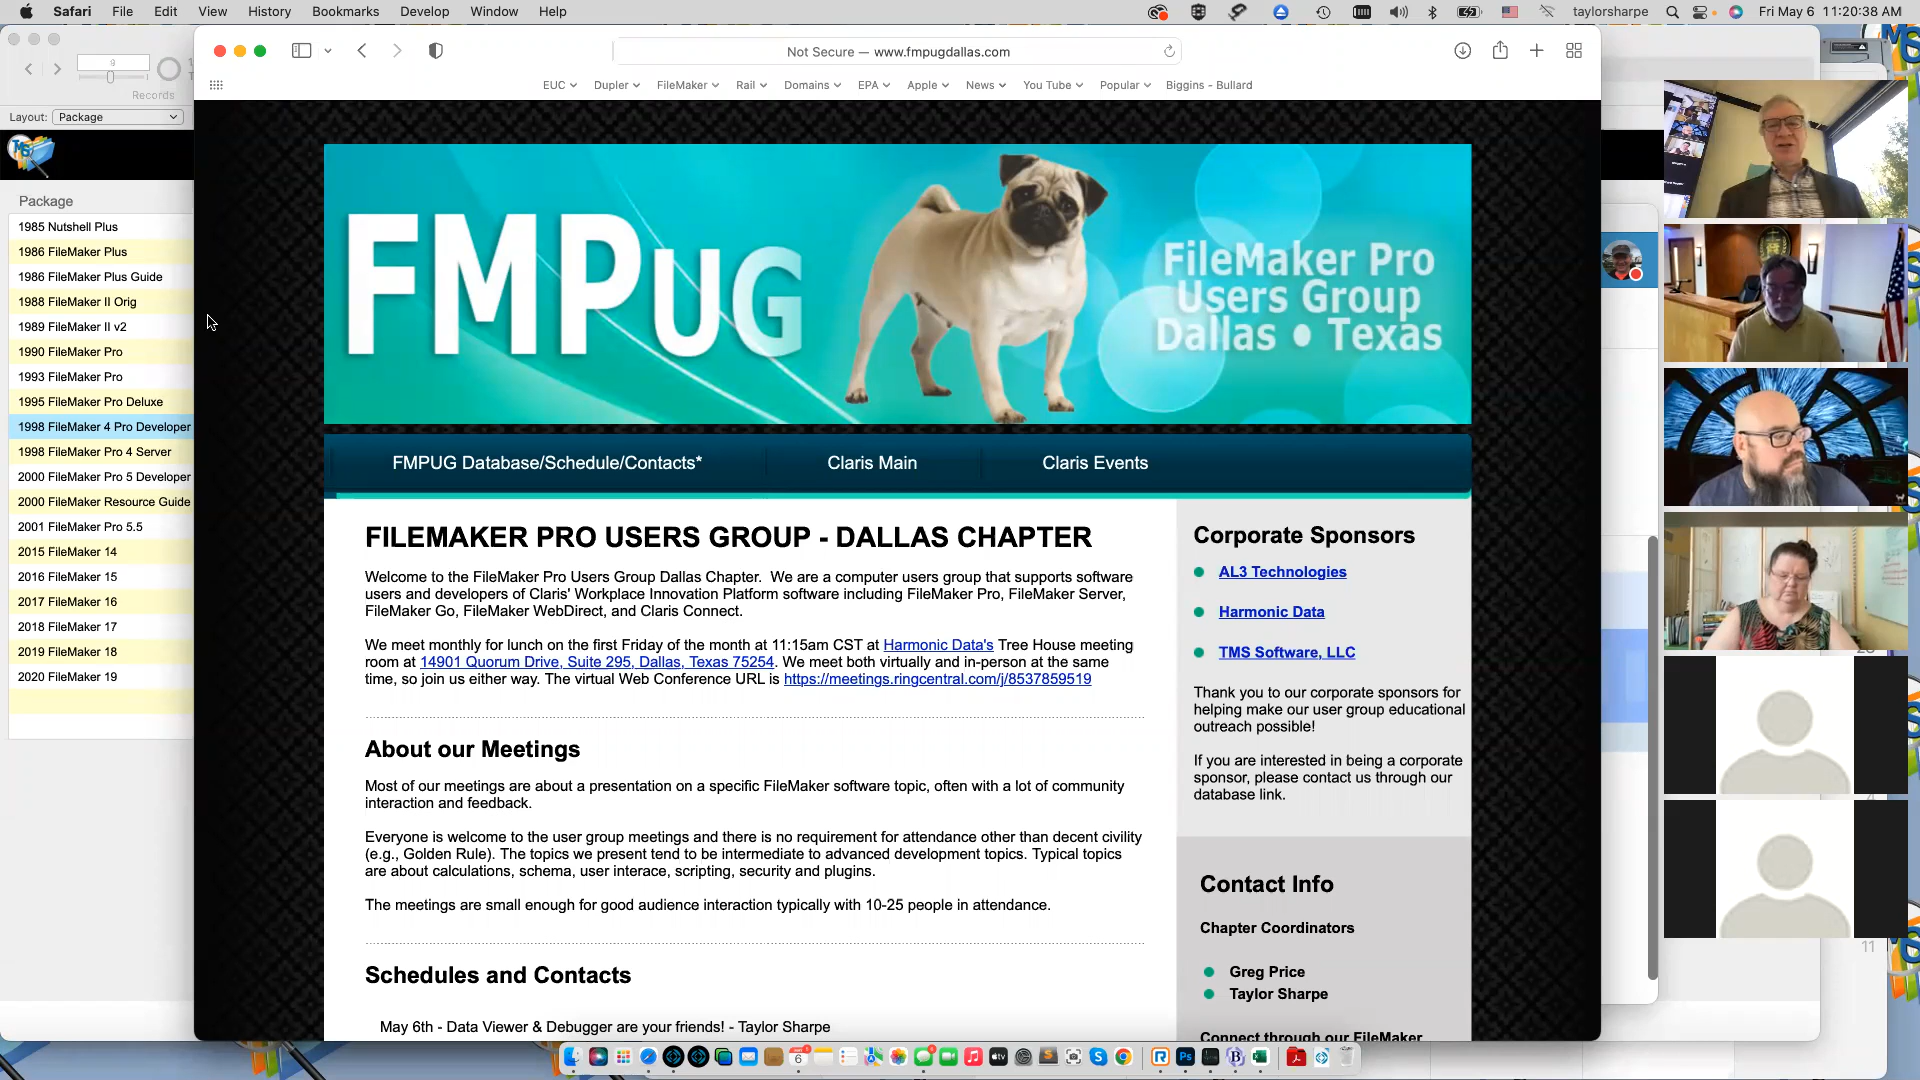 Safari File Edit View History Bookmarks Develop Window Help
taylorsharpe Fri May 6 11:20:38 AM
Not Secure — www.fmpugdallas.com
EUC Dupler FileMaker Rail Domains EPA Apple News You Tube Popular Biggins - Bullard
Records
Layout: Package
Package
1985 Nutshell Plus
1986 FileMaker Plus
1986 FileMaker Plus Guide
1988 FileMaker II Orig
1989 FileMaker II v2
1990 FileMaker Pro
1993 FileMaker Pro
1995 FileMaker Pro Deluxe
1998 FileMaker 4 Pro Developer
1998 FileMaker Pro 4 Server
2000 FileMaker Pro 5 Developer
2000 FileMaker Resource Guide
2001 FileMaker Pro 5.5
2015 FileMaker 14
2016 FileMaker 15
2017 FileMaker 16
2018 FileMaker 17
2019 FileMaker 18
2020 FileMaker 19
FMPUG
FileMaker Pro
Users Group
Dallas • Texas
FMPUG Database/Schedule/Contacts* Claris Main Claris Events
FILEMAKER PRO USERS GROUP - DALLAS CHAPTER
Welcome to the FileMaker Pro Users Group Dallas Chapter. We are a computer users group that supports software
users and developers of Claris' Workplace Innovation Platform software including FileMaker Pro, FileMaker Server,
FileMaker Go, FileMaker WebDirect, and Claris Connect.
We meet monthly for lunch on the first Friday of the month at 11:15am CST at Harmonic Data's Tree House meeting
room at 14901 Quorum Drive, Suite 295, Dallas, Texas 75254. We meet both virtually and in-person at the same
time, so join us either way. The virtual Web Conference URL is https://meetings.ringcentral.com/j/8537859519
About our Meetings
Most of our meetings are about a presentation on a specific FileMaker software topic, often with a lot of community
interaction and feedback.
Everyone is welcome to the user group meetings and there is no requirement for attendance other than decent civility
(e.g., Golden Rule). The topics we present tend to be intermediate to advanced development topics. Typical topics
are about calculations, schema, user interace, scripting, security and plugins.
The meetings are small enough for good audience interaction typically with 10-25 people in attendance.
Schedules and Contacts
May 6th - Data Viewer & Debugger are your friends! - Taylor Sharpe
Corporate Sponsors
AL3 Technologies
Harmonic Data
TMS Software, LLC
Thank you to our corporate sponsors for
helping make our user group educational
outreach possible!
If you are interested in being a corporate
sponsor, please contact us through our
database link.
Contact Info
Chapter Coordinators
Greg Price
Taylor Sharpe
Connect through our FileMaker
11